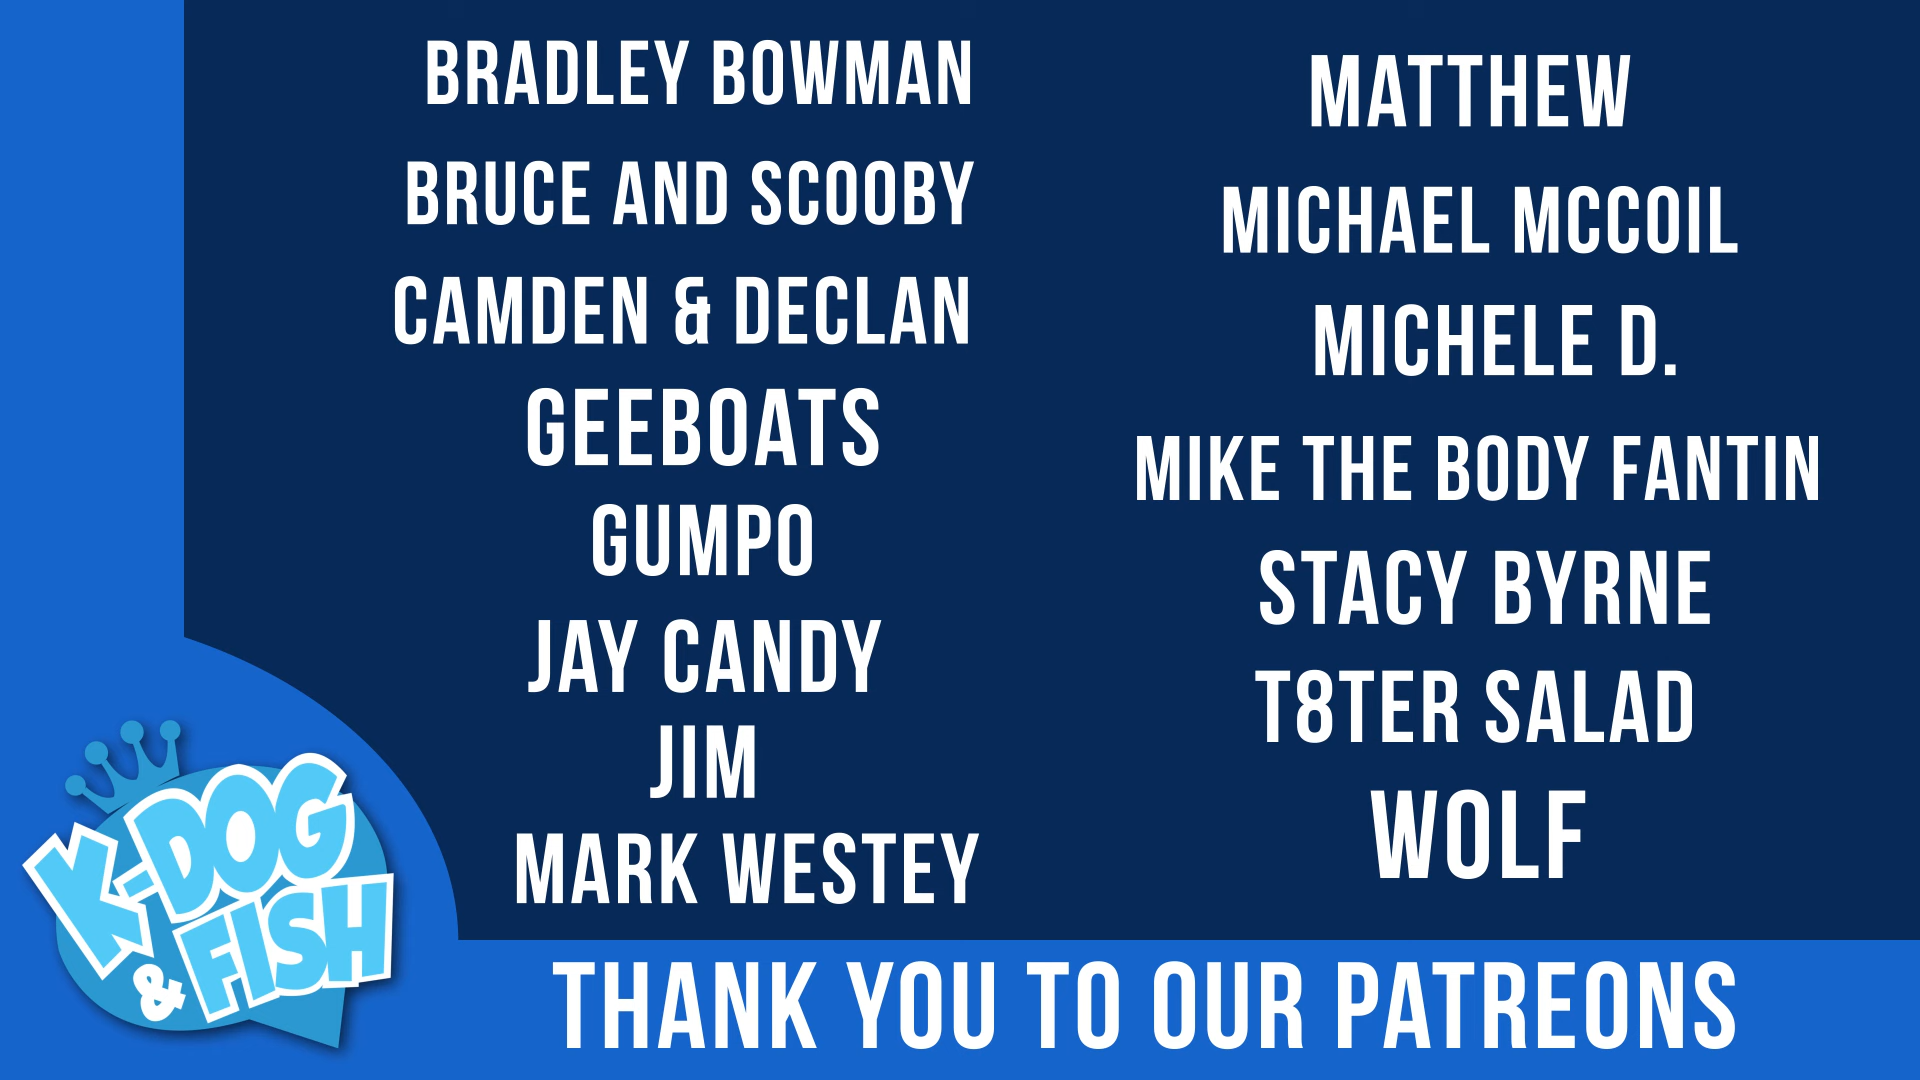 BRADLEY BOWMAN
BRUCE AND SCOOBY
CAMDEN & DECLAN
GEEBOATS
GUMPO
JAY CANDY
JIM
MARK WESTEY
MATTHEW
MICHAEL MCCOIL
MICHELE D.
MIKE THE BODY FANTIN
STACY BYRNE
T8TER SALAD
WOLF
K-DOG
& FISH
THANK YOU TO OUR PATREONS